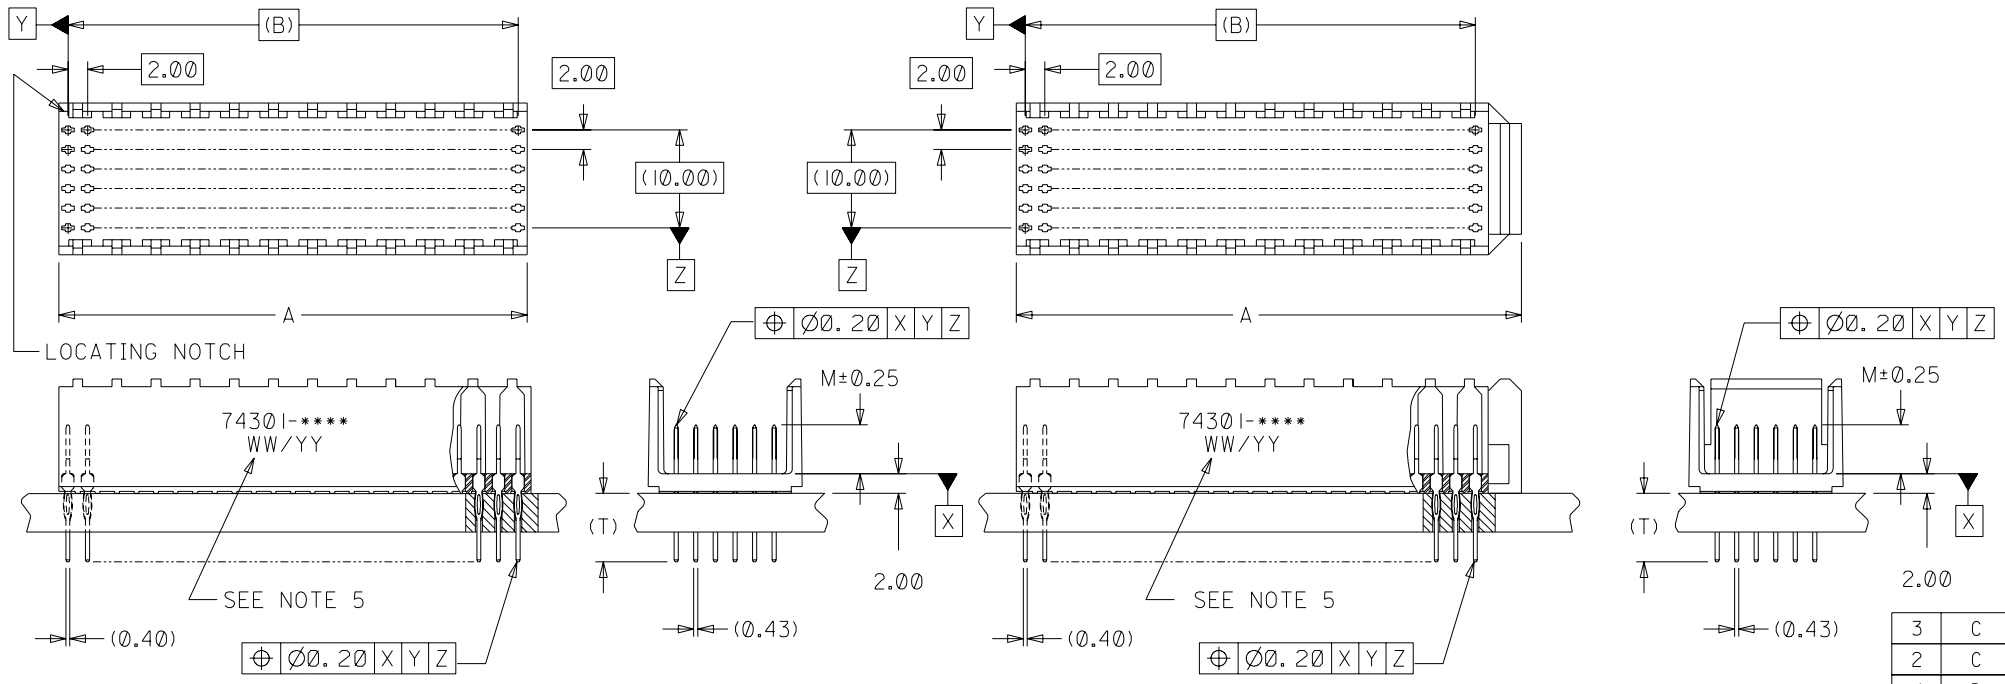 Y
(B)
2.00
2.00
(10.00)
Z
A
LOCATING NOTCH
Y
(B)
2.00
2.00
(10.00)
Z
A
⌖ Ø0.20 X Y Z
M±0.25
74301-****
WW/YY
(T)
X
2.00
SEE NOTE 5
(0.40)
(0.43)
⌖ Ø0.20 X Y Z
⌖ Ø0.20 X Y Z
M±0.25
74301-****
WW/YY
(T)
X
2.00
SEE NOTE 5
(0.40)
(0.43)
⌖ Ø0.20 X Y Z
3 C
2 C